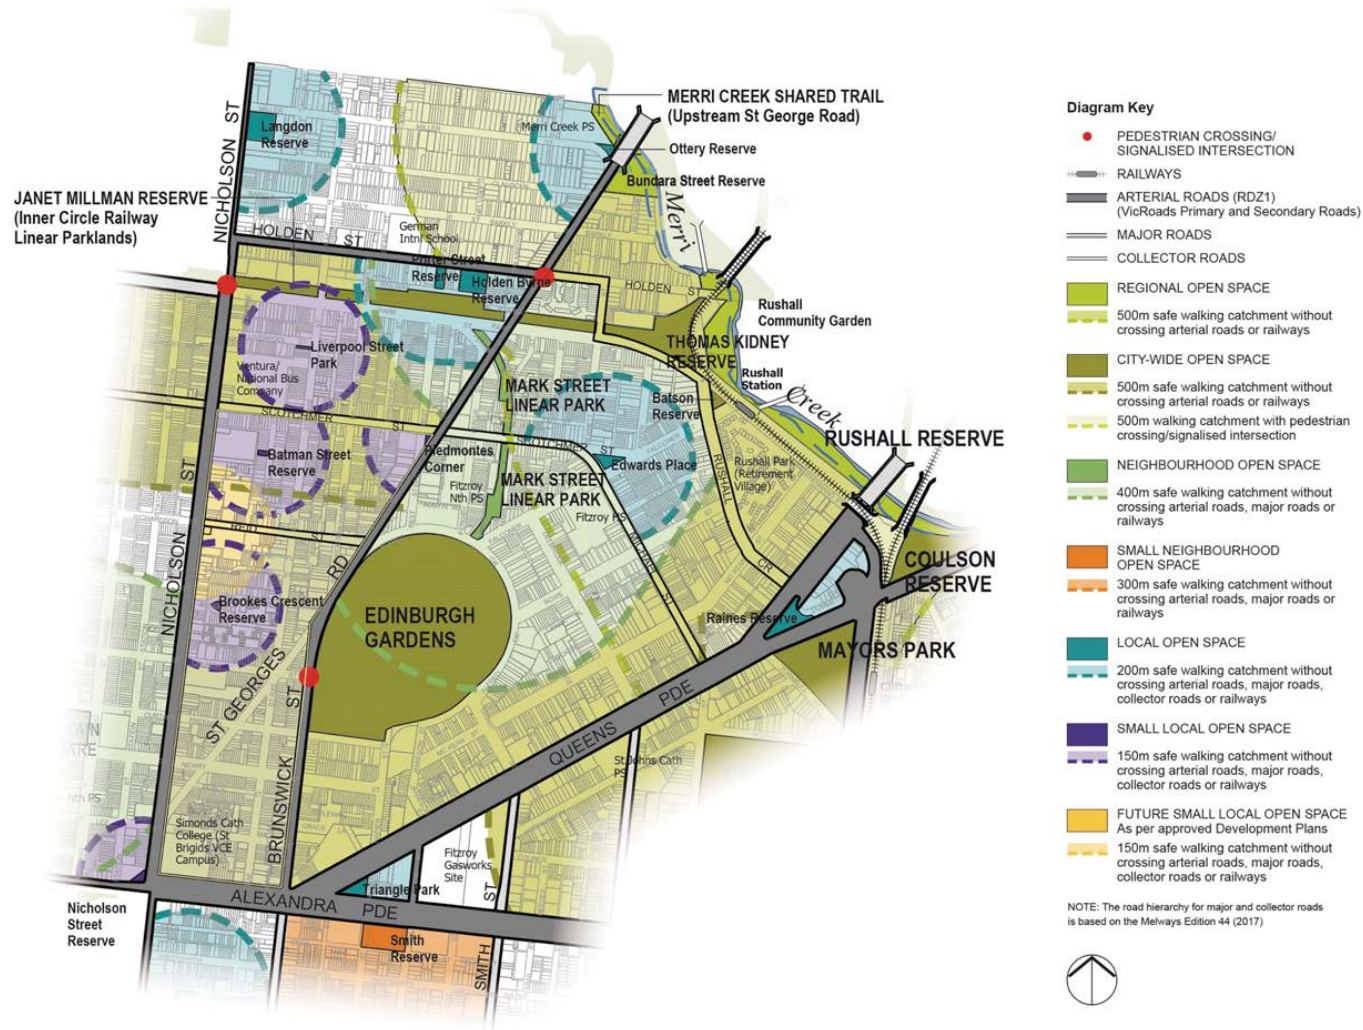 MERRI CREEK SHARED TRAIL
(Upstream St George Road)
Langdon
Reserve
Merri Creek PS
Ottery Reserve
Bundara Street Reserve
NICHOLSON ST
JANET MILLMAN RESERVE
(Inner Circle Railway
Linear Parklands)
HOLDEN ST
German
Intnl School
Merri
Porter Street
Reserve
Holden Byrne
Reserve
HOLDEN ST
Rushall
Community Garden
THOMAS KIDNEY
RESERVE
Liverpool Street
Park
Ventura/
National Bus
Company
Rushall
Station
MARK STREET
LINEAR PARK
Batson
Reserve
Creek
SCOTCHMER ST
SCOTCHMER ST
RUSHALL RESERVE
Piedmontes
Corner
Batman Street
Reserve
Edwards Place
Rushall Park
(Retirement
Village)
RUSHALL
MARK STREET
LINEAR PARK
Fitzroy
Nth PS
Fitzroy HS
NICHOLSON ST
REID ST
MICHAEL ST
CR
COULSON
RESERVE
RD
Brookes Crescent
Reserve
EDINBURGH
GARDENS
Raines Reserve
MAYORS PARK
ST GEORGES
ST
QUEENS PDE
St Johns Cath
PS
Nth PS
BRUNSWICK
Simonds Cath
College (St
Brigids VCE
Campus)
Fitzroy
Gasworks
Site
ST
Triangle Park
ALEXANDRA PDE
Nicholson
Street
Reserve
Smith
Reserve
SMITH
Diagram Key
PEDESTRIAN CROSSING/
SIGNALISED INTERSECTION
RAILWAYS
ARTERIAL ROADS (RDZ1)
(VicRoads Primary and Secondary Roads)
MAJOR ROADS
COLLECTOR ROADS
REGIONAL OPEN SPACE
500m safe walking catchment without
crossing arterial roads or railways
CITY-WIDE OPEN SPACE
500m safe walking catchment without
crossing arterial roads or railways
500m walking catchment with pedestrian
crossing/signalised intersection
NEIGHBOURHOOD OPEN SPACE
400m safe walking catchment without
crossing arterial roads, major roads or
railways
SMALL NEIGHBOURHOOD
OPEN SPACE
300m safe walking catchment without
crossing arterial roads, major roads or
railways
LOCAL OPEN SPACE
200m safe walking catchment without
crossing arterial roads, major roads,
collector roads or railways
SMALL LOCAL OPEN SPACE
150m safe walking catchment without
crossing arterial roads, major roads,
collector roads or railways
FUTURE SMALL LOCAL OPEN SPACE
As per approved Development Plans
150m safe walking catchment without
crossing arterial roads, major roads,
collector roads or railways
NOTE: The road hierarchy for major and collector roads
is based on the Melways Edition 44 (2017)